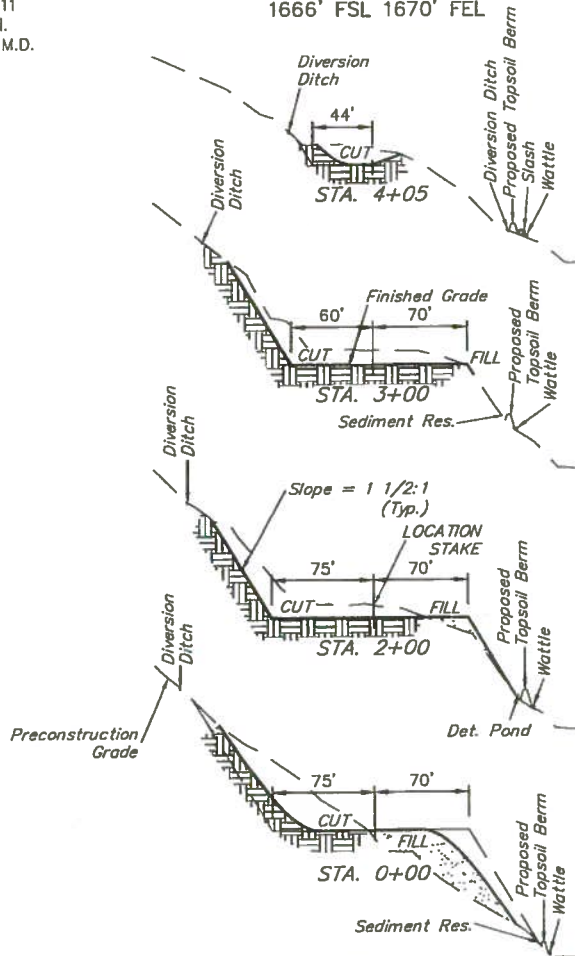 11
M.D.
1666' FSL 1670' FEL
Diversion
Ditch
44'
CUT
STA. 4+05
Diversion Ditch
Proposed Topsoil Berm
Slash
Wattle
Diversion
Ditch
Finished Grade
60'
70'
CUT
FILL
STA. 3+00
Sediment Res.
Proposed
Topsoil Berm
Wattle
Diversion
Ditch
Slope = 1 1/2:1
(Typ.)
LOCATION
STAKE
75'
70'
CUT
FILL
STA. 2+00
Proposed
Topsoil Berm
Wattle
Det. Pond
Diversion
Ditch
Preconstruction
Grade
75'
70'
CUT
FILL
STA. 0+00
Proposed
Topsoil Berm
Wattle
Sediment Res.